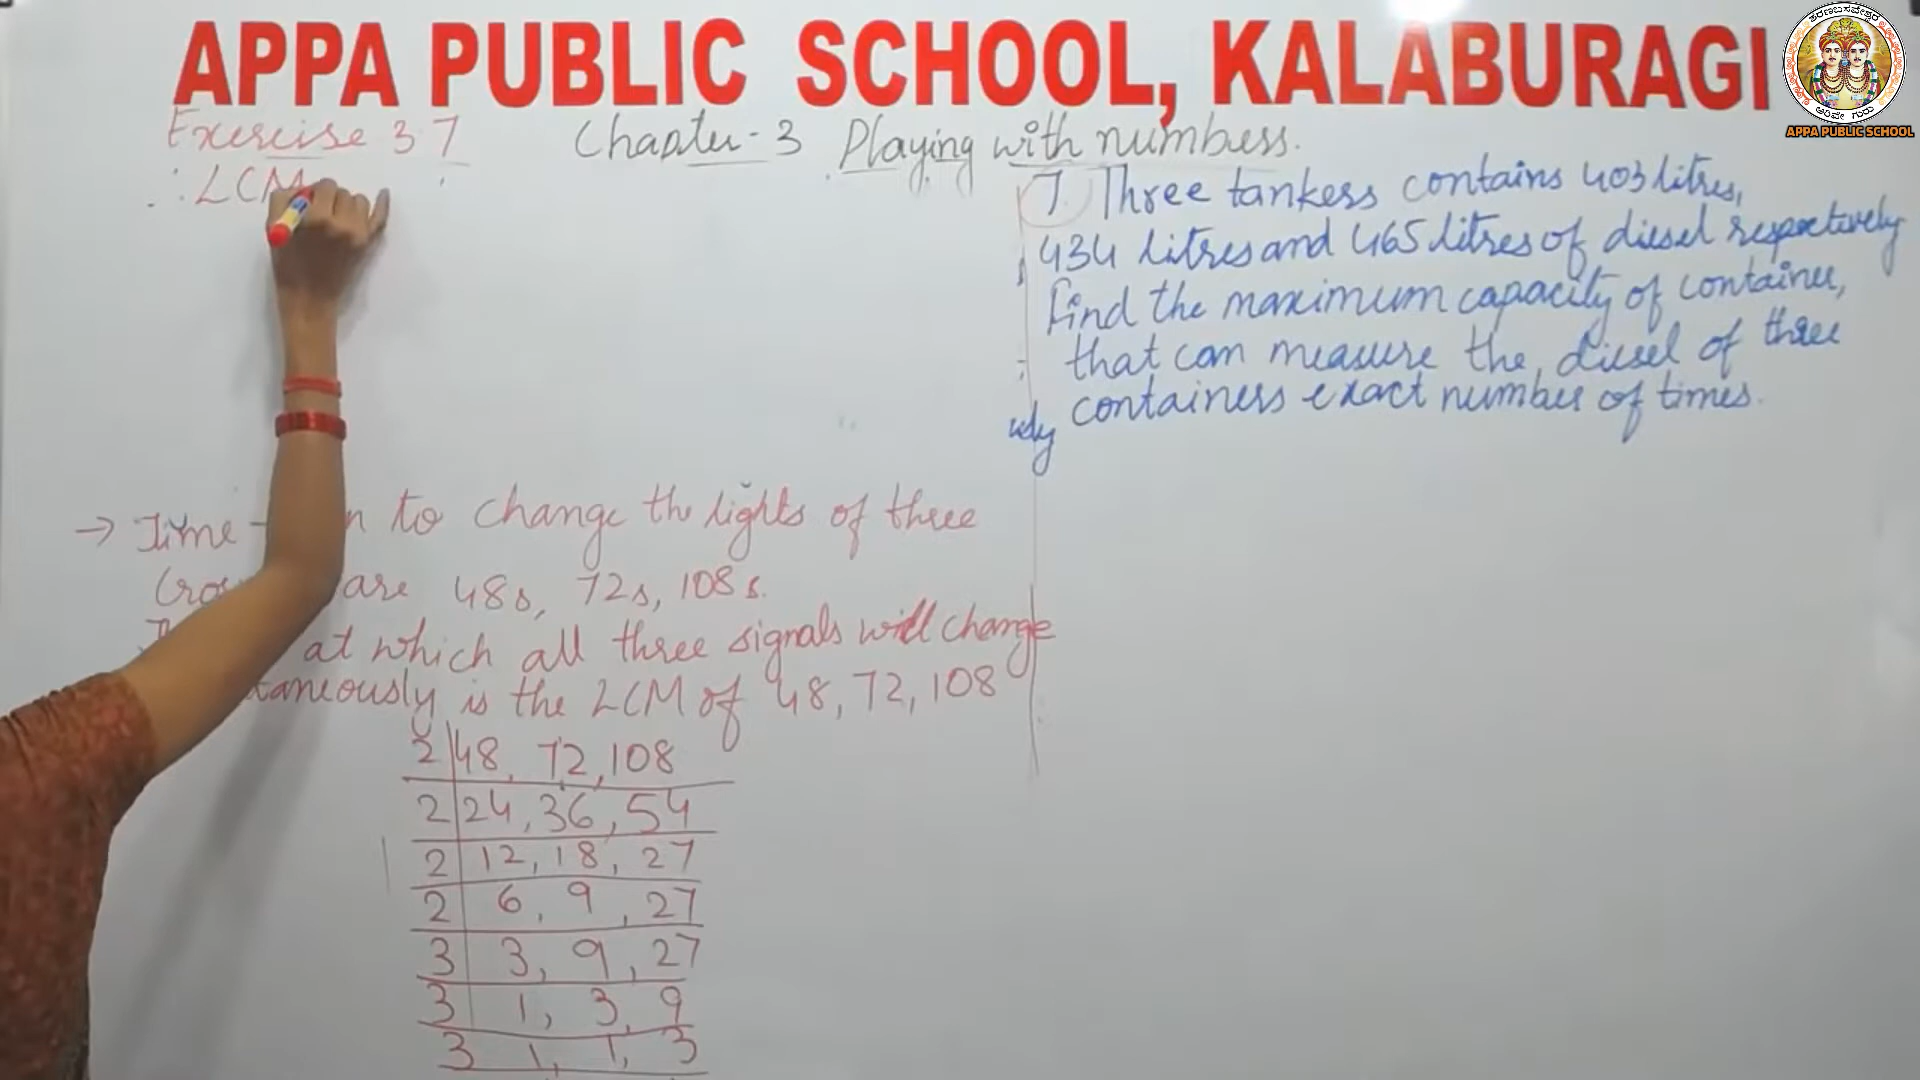 APPA PUBLIC SCHOOL, KALABURAGI
ಅರಿವೇ ಗುರು
APPA PUBLIC SCHOOL
Exercise 3 7
Chapter - 3 Playing with numbers.
∴ LCM
7. Three tankers contains 403 litres,
434 litres and 465 litres of diesel respectively
Find the maximum capacity of container,
that can measure the diesel of three
containers exact number of times.
→ Time to change the lights of three
are 48s, 72s, 108s.
at which all three signals will change
taneously is the LCM of 48, 72, 108
2 | 48, 72, 108
2 | 24, 36, 54
2 | 12, 18, 27
2 | 6, 9, 27
3 | 3, 9, 27
3 | 1, 3, 9
3 1, 1, 3